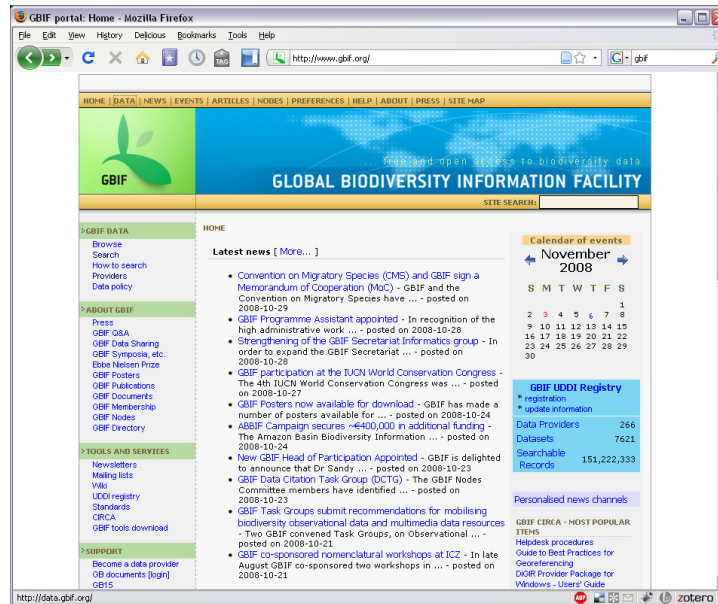 GBIF portal: Home - Mozilla Firefox
File Edit View History Delicious Bookmarks Tools Help
http://www.gbif.org/
gbif
HOME | DATA | NEWS | EVENTS | ARTICLES | NODES | PREFERENCES | HELP | ABOUT | PRESS | SITE MAP
... free and open access to biodiversity data
GBIF
GLOBAL BIODIVERSITY INFORMATION FACILITY
SITE SEARCH:
>GBIF DATA
Browse
Search
How to search
Providers
Data policy
>ABOUT GBIF
Press
GBIF Q&A
GBIF Data Sharing
GBIF Symposia, etc.
Ebbe Nielsen Prize
GBIF Posters
GBIF Publications
GBIF Documents
GBIF Membership
GBIF Nodes
GBIF Directory
>TOOLS AND SERVICES
Newsletters
Mailing lists
Wiki
UDDI registry
Standards
CIRCA
GBIF tools download
>SUPPORT
Become a data provider
GB documents [login]
GB15
HOME
Latest news [ More... ]
• Convention on Migratory Species (CMS) and GBIF sign a
Memorandum of Cooperation (MoC) - GBIF and the
Convention on Migratory Species have ... - posted on
2008-10-29
• GBIF Programme Assistant appointed - In recognition of the
high administrative work ... - posted on 2008-10-28
• Strengthening of the GBIF Secretariat Informatics group - In
order to expand the GBIF Secretariat ... - posted on
2008-10-28
• GBIF participation at the IUCN World Conservation Congress -
The 4th IUCN World Conservation Congress was ... - posted
on 2008-10-27
• GBIF Posters now available for download - GBIF has made a
number of posters available for ... - posted on 2008-10-24
• ABBIF Campaign secures ~€400,000 in additional funding -
The Amazon Basin Biodiversity Information ... - posted on
2008-10-24
• New GBIF Head of Participation Appointed - GBIF is delighted
to announce that Dr Sandy ... - posted on 2008-10-23
• GBIF Data Citation Task Group (DCTG) - The GBIF Nodes
Committee members have identified ... - posted on
2008-10-23
• GBIF Task Groups submit recommendations for mobilising
biodiversity observational data and multimedia data resources
- Two GBIF convened Task Groups, on Observational ... -
posted on 2008-10-21
• GBIF co-sponsored nomenclatural workshops at ICZ - In late
August GBIF co-sponsored two workshops in ... - posted on
2008-10-21
Calendar of events
November
2008
S M T W T F S
1
2 3 4 5 6 7 8
9 10 11 12 13 14 15
16 17 18 19 20 21 22
23 24 25 26 27 28 29
30
GBIF UDDI Registry
* registration
* update information
Data Providers 266
Datasets 7621
Searchable
Records 151,222,333
Personalised news channels
GBIF CIRCA - MOST POPULAR
ITEMS
Helpdesk procedures
Guide to Best Practices for
Georeferencing
DiGIR Provider Package for
Windows - Users' Guide
http://data.gbif.org/
ABP
zotero